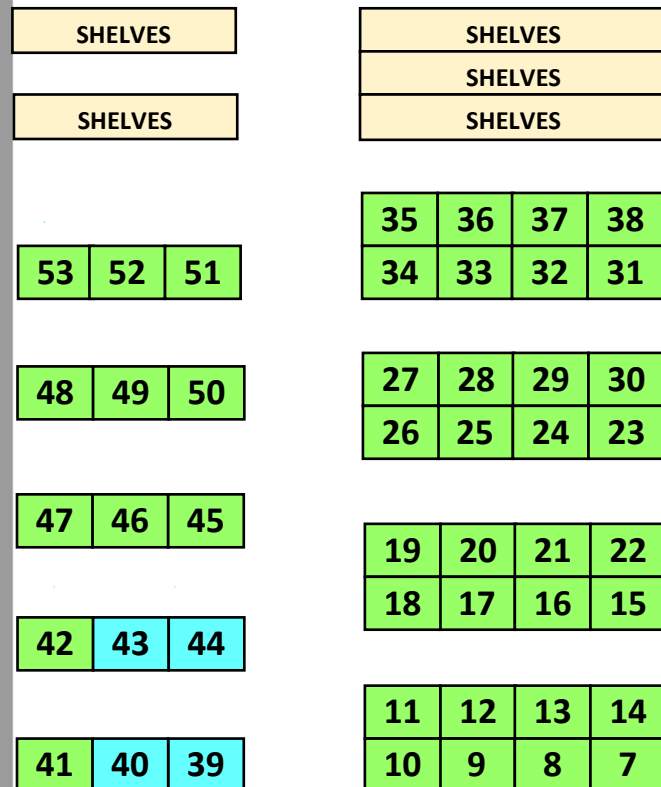 SHELVES SHELVES
SHELVES
SHELVES SHELVES
35 36 37 38
53 52 51 34 33 32 31
48 49 50 27 28 29 30
26 25 24 23
47 46 45
19 20 21 22
18 17 16 15
42 43 44
11 12 13 14
41 40 39 10 9 8 7